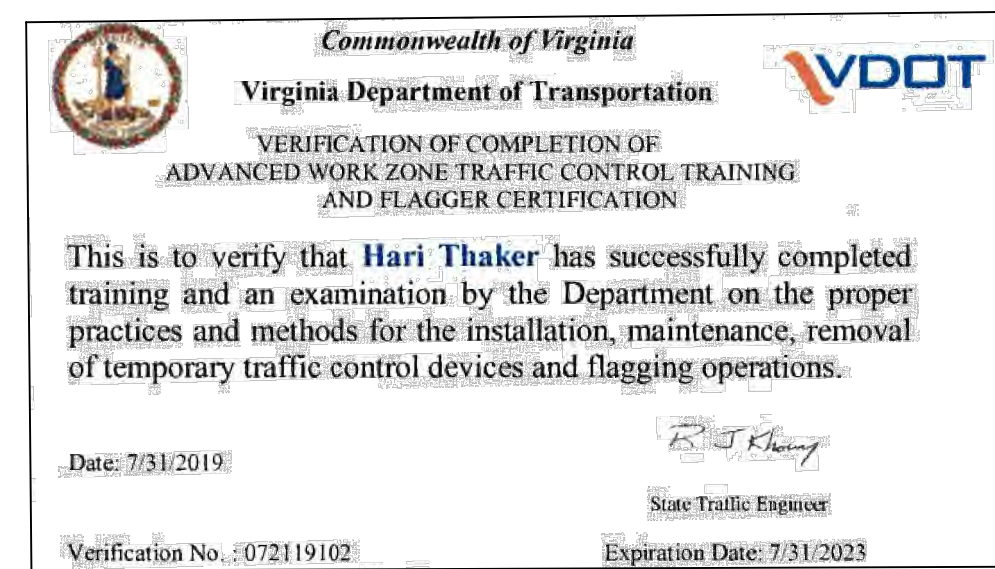 Commonwealth of Virginia
VDOT
Virginia Department of Transportation
VERIFICATION OF COMPLETION OF
ADVANCED WORK ZONE TRAFFIC CONTROL TRAINING
AND FLAGGER CERTIFICATION
This is to verify that Hari Thaker has successfully completed
training and an examination by the Department on the proper
practices and methods for the installation, maintenance, removal
of temporary traffic control devices and flagging operations.
R J Khoury
Date: 7/31/2019
State Traffic Engineer
Verification No. : 072119102
Expiration Date: 7/31/2023